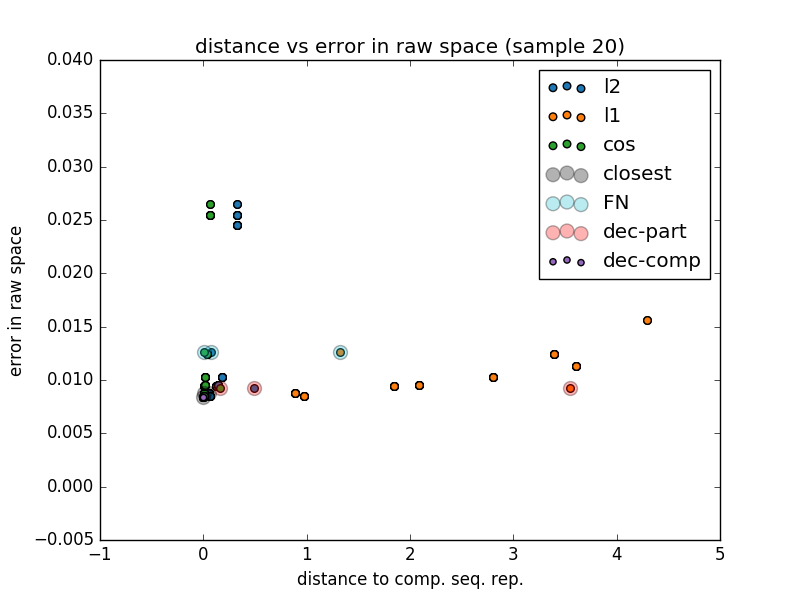 distance vs error in raw space (sample 20)
0.040
0.035
0.030
0.025
0.020
0.015
0.010
0.005
0.000
−0.005
error in raw space
l2
l1
cos
closest
FN
dec-part
dec-comp
−1 0 1 2 3 4 5
distance to comp. seq. rep.